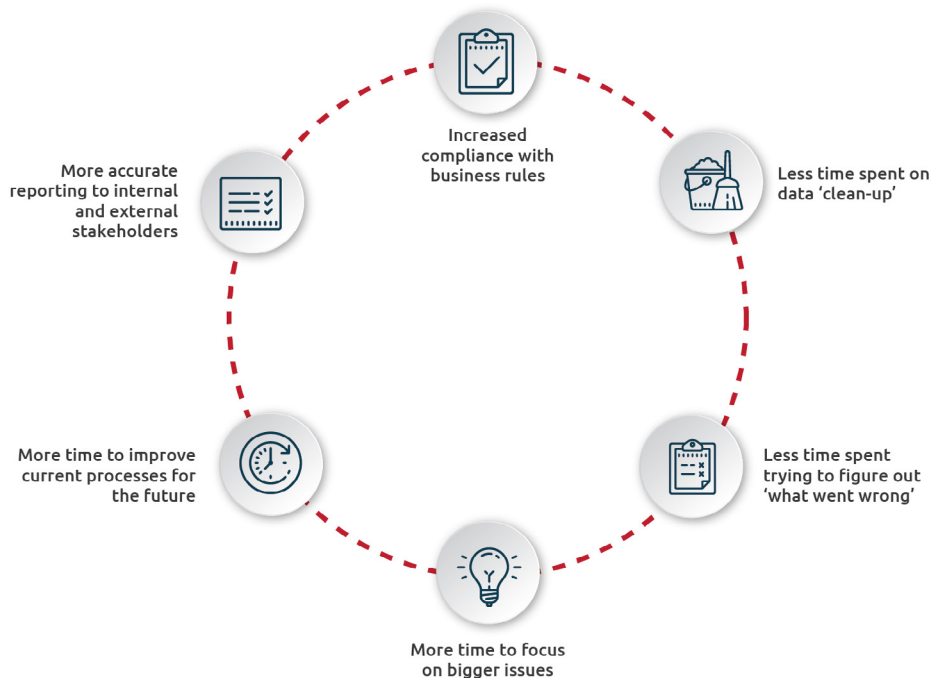 Increased
compliance with
business rules
Less time spent on
data ‘clean-up’
Less time spent
trying to figure out
‘what went wrong’
More time to focus
on bigger issues
More time to improve
current processes for
the future
More accurate
reporting to internal
and external
stakeholders